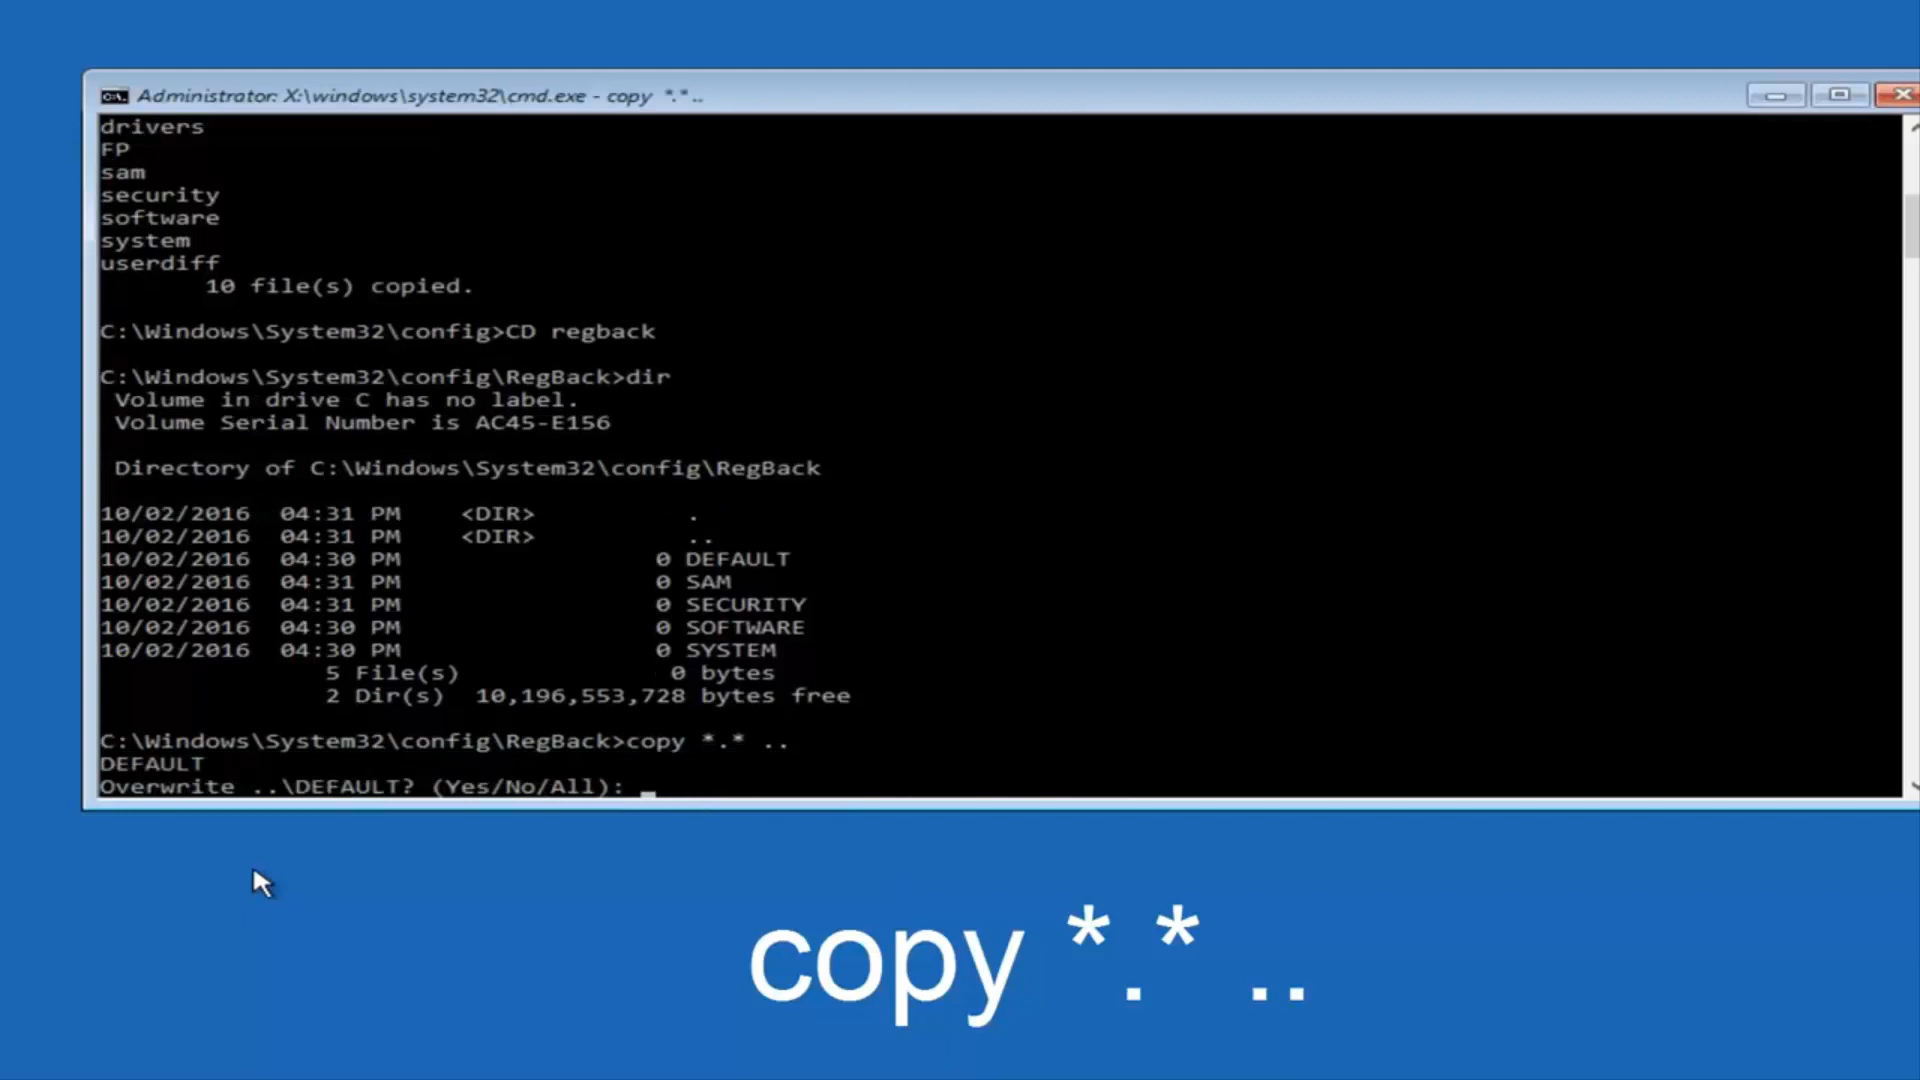 Administrator: X:\windows\system32\cmd.exe - copy *.* ..
drivers
FP
sam
security
software
system
userdiff
10 file(s) copied.
C:\Windows\System32\config>CD regback
C:\Windows\System32\config\RegBack>dir
Volume in drive C has no label.
Volume Serial Number is AC45-E156
Directory of C:\Windows\System32\config\RegBack
10/02/2016 04:31 PM <DIR> .
10/02/2016 04:31 PM <DIR> ..
10/02/2016 04:30 PM 0 DEFAULT
10/02/2016 04:31 PM 0 SAM
10/02/2016 04:31 PM 0 SECURITY
10/02/2016 04:30 PM 0 SOFTWARE
10/02/2016 04:30 PM 0 SYSTEM
5 File(s) 0 bytes
2 Dir(s) 10,196,553,728 bytes free
C:\Windows\System32\config\RegBack>copy *.* ..
DEFAULT
Overwrite ..\DEFAULT? (Yes/No/All): _
copy *.* ..